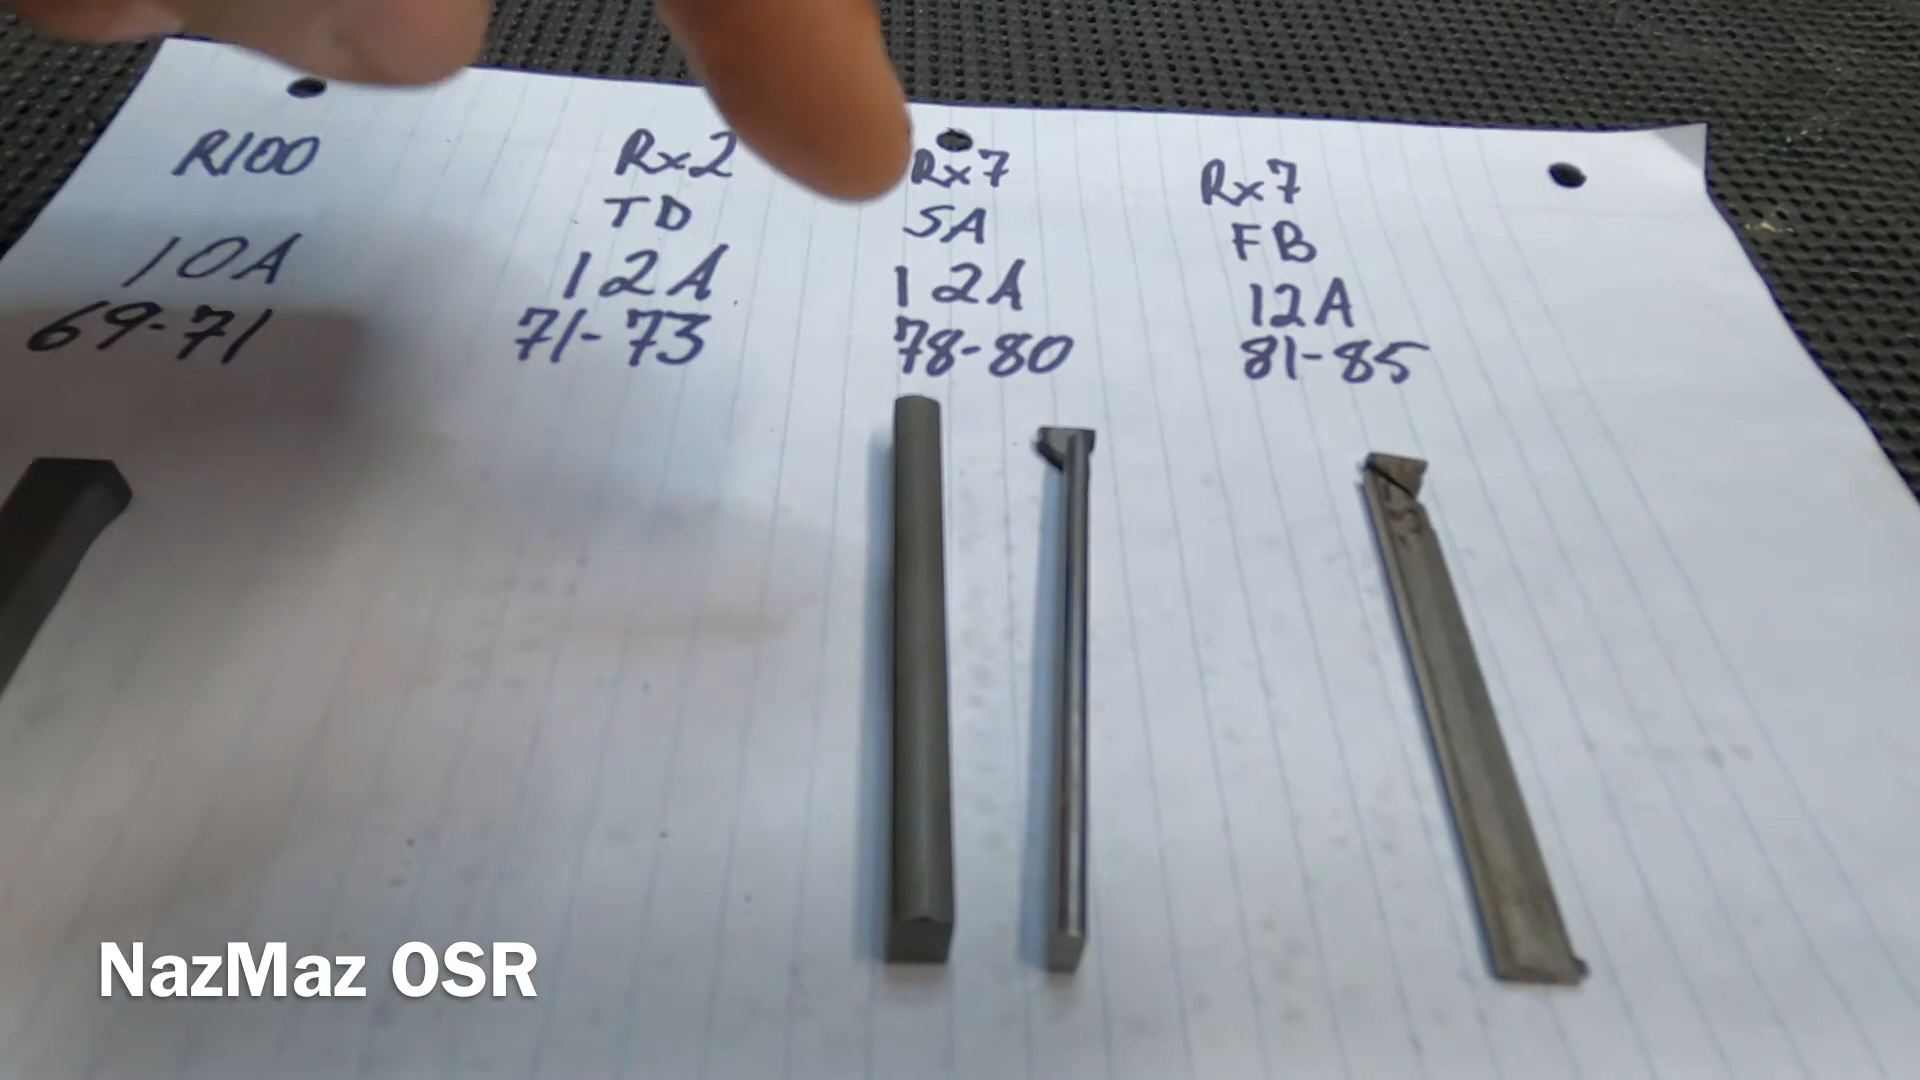 R100
10A
69-71
Rx2
TD
12A
71-73
Rx7
SA
12A
78-80
Rx7
FB
12A
81-85
NazMaz OSR